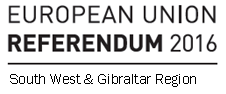 EUROPEAN UNION
REFERENDUM 2016
South West & Gibraltar Region